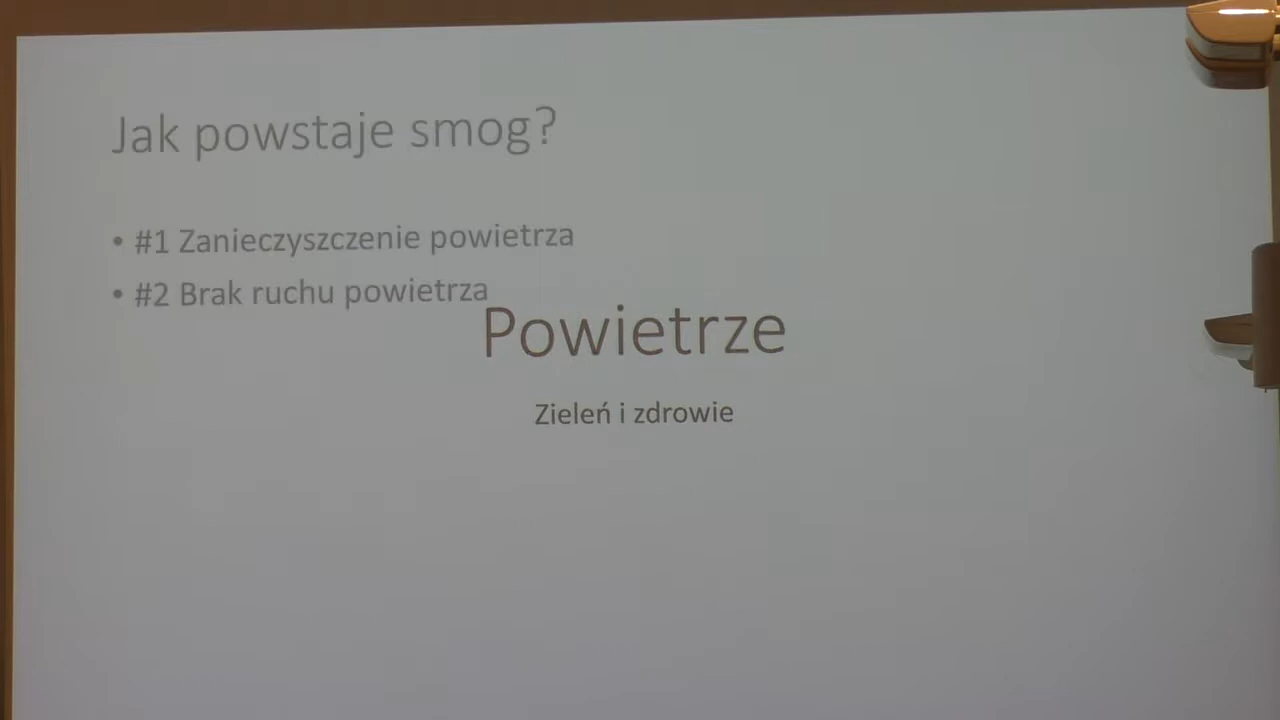 Jak powstaje smog?
• #1 Zanieczyszczenie powietrza
• #2 Brak ruchu powietrza
Powietrze
Zieleń i zdrowie